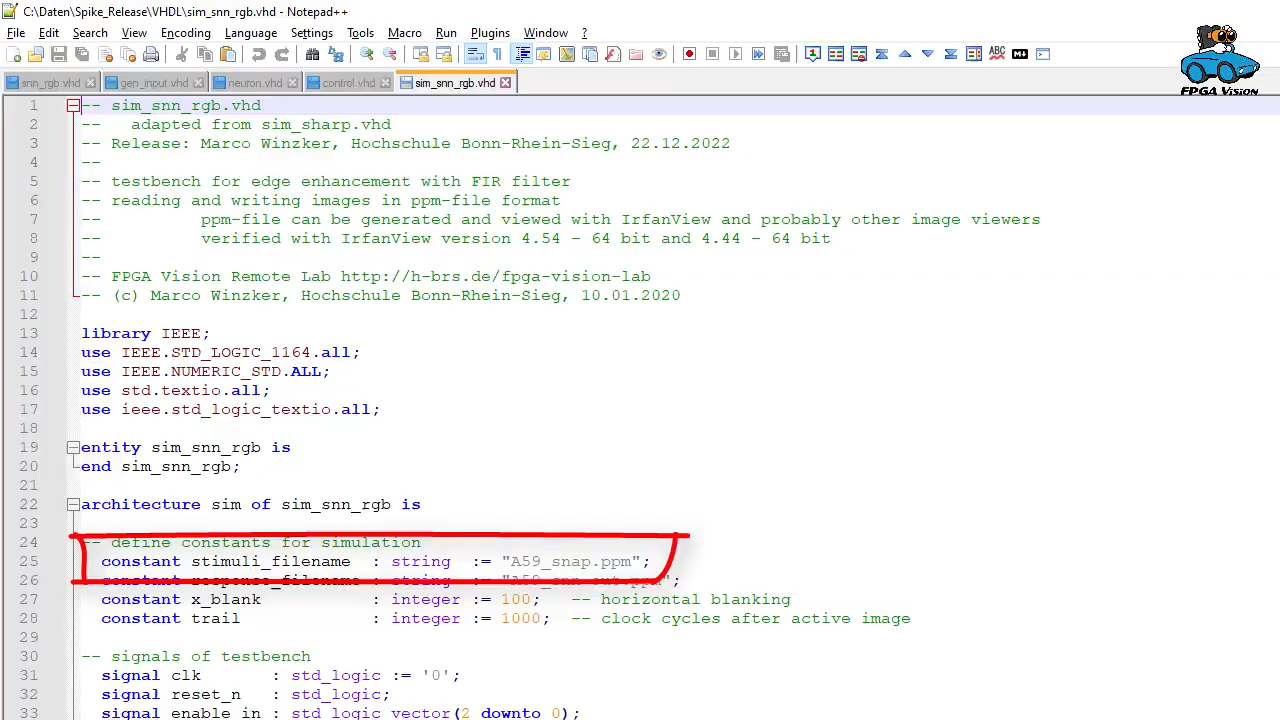 C:\Daten\Spike_Release\VHDL\sim_snn_rgb.vhd - Notepad++
File Edit Search View Encoding Language Settings Tools Macro Run Plugins Window ?
snn_rgb.vhd gen_input.vhd neuron.vhd control.vhd sim_snn_rgb.vhd
FPGA Vision
1 -- sim_snn_rgb.vhd
2 -- adapted from sim_sharp.vhd
3 -- Release: Marco Winzker, Hochschule Bonn-Rhein-Sieg, 22.12.2022
4 --
5 -- testbench for edge enhancement with FIR filter
6 -- reading and writing images in ppm-file format
7 -- ppm-file can be generated and viewed with IrfanView and probably other image viewers
8 -- verified with IrfanView version 4.54 - 64 bit and 4.44 - 64 bit
9 --
10 -- FPGA Vision Remote Lab http://h-brs.de/fpga-vision-lab
11 -- (c) Marco Winzker, Hochschule Bonn-Rhein-Sieg, 10.01.2020
12
13 library IEEE;
14 use IEEE.STD_LOGIC_1164.all;
15 use IEEE.NUMERIC_STD.ALL;
16 use std.textio.all;
17 use ieee.std_logic_textio.all;
18
19 entity sim_snn_rgb is
20 end sim_snn_rgb;
21
22 architecture sim of sim_snn_rgb is
23
24 -- define constants for simulation
25 constant stimuli_filename : string := "A59_snap.ppm";
26 constant response_filename : string := "A59_snn_out.ppm";
27 constant x_blank : integer := 100; -- horizontal blanking
28 constant trail : integer := 1000; -- clock cycles after active image
29
30 -- signals of testbench
31 signal clk : std_logic := '0';
32 signal reset_n : std_logic;
33 signal enable_in : std_logic_vector(2 downto 0);